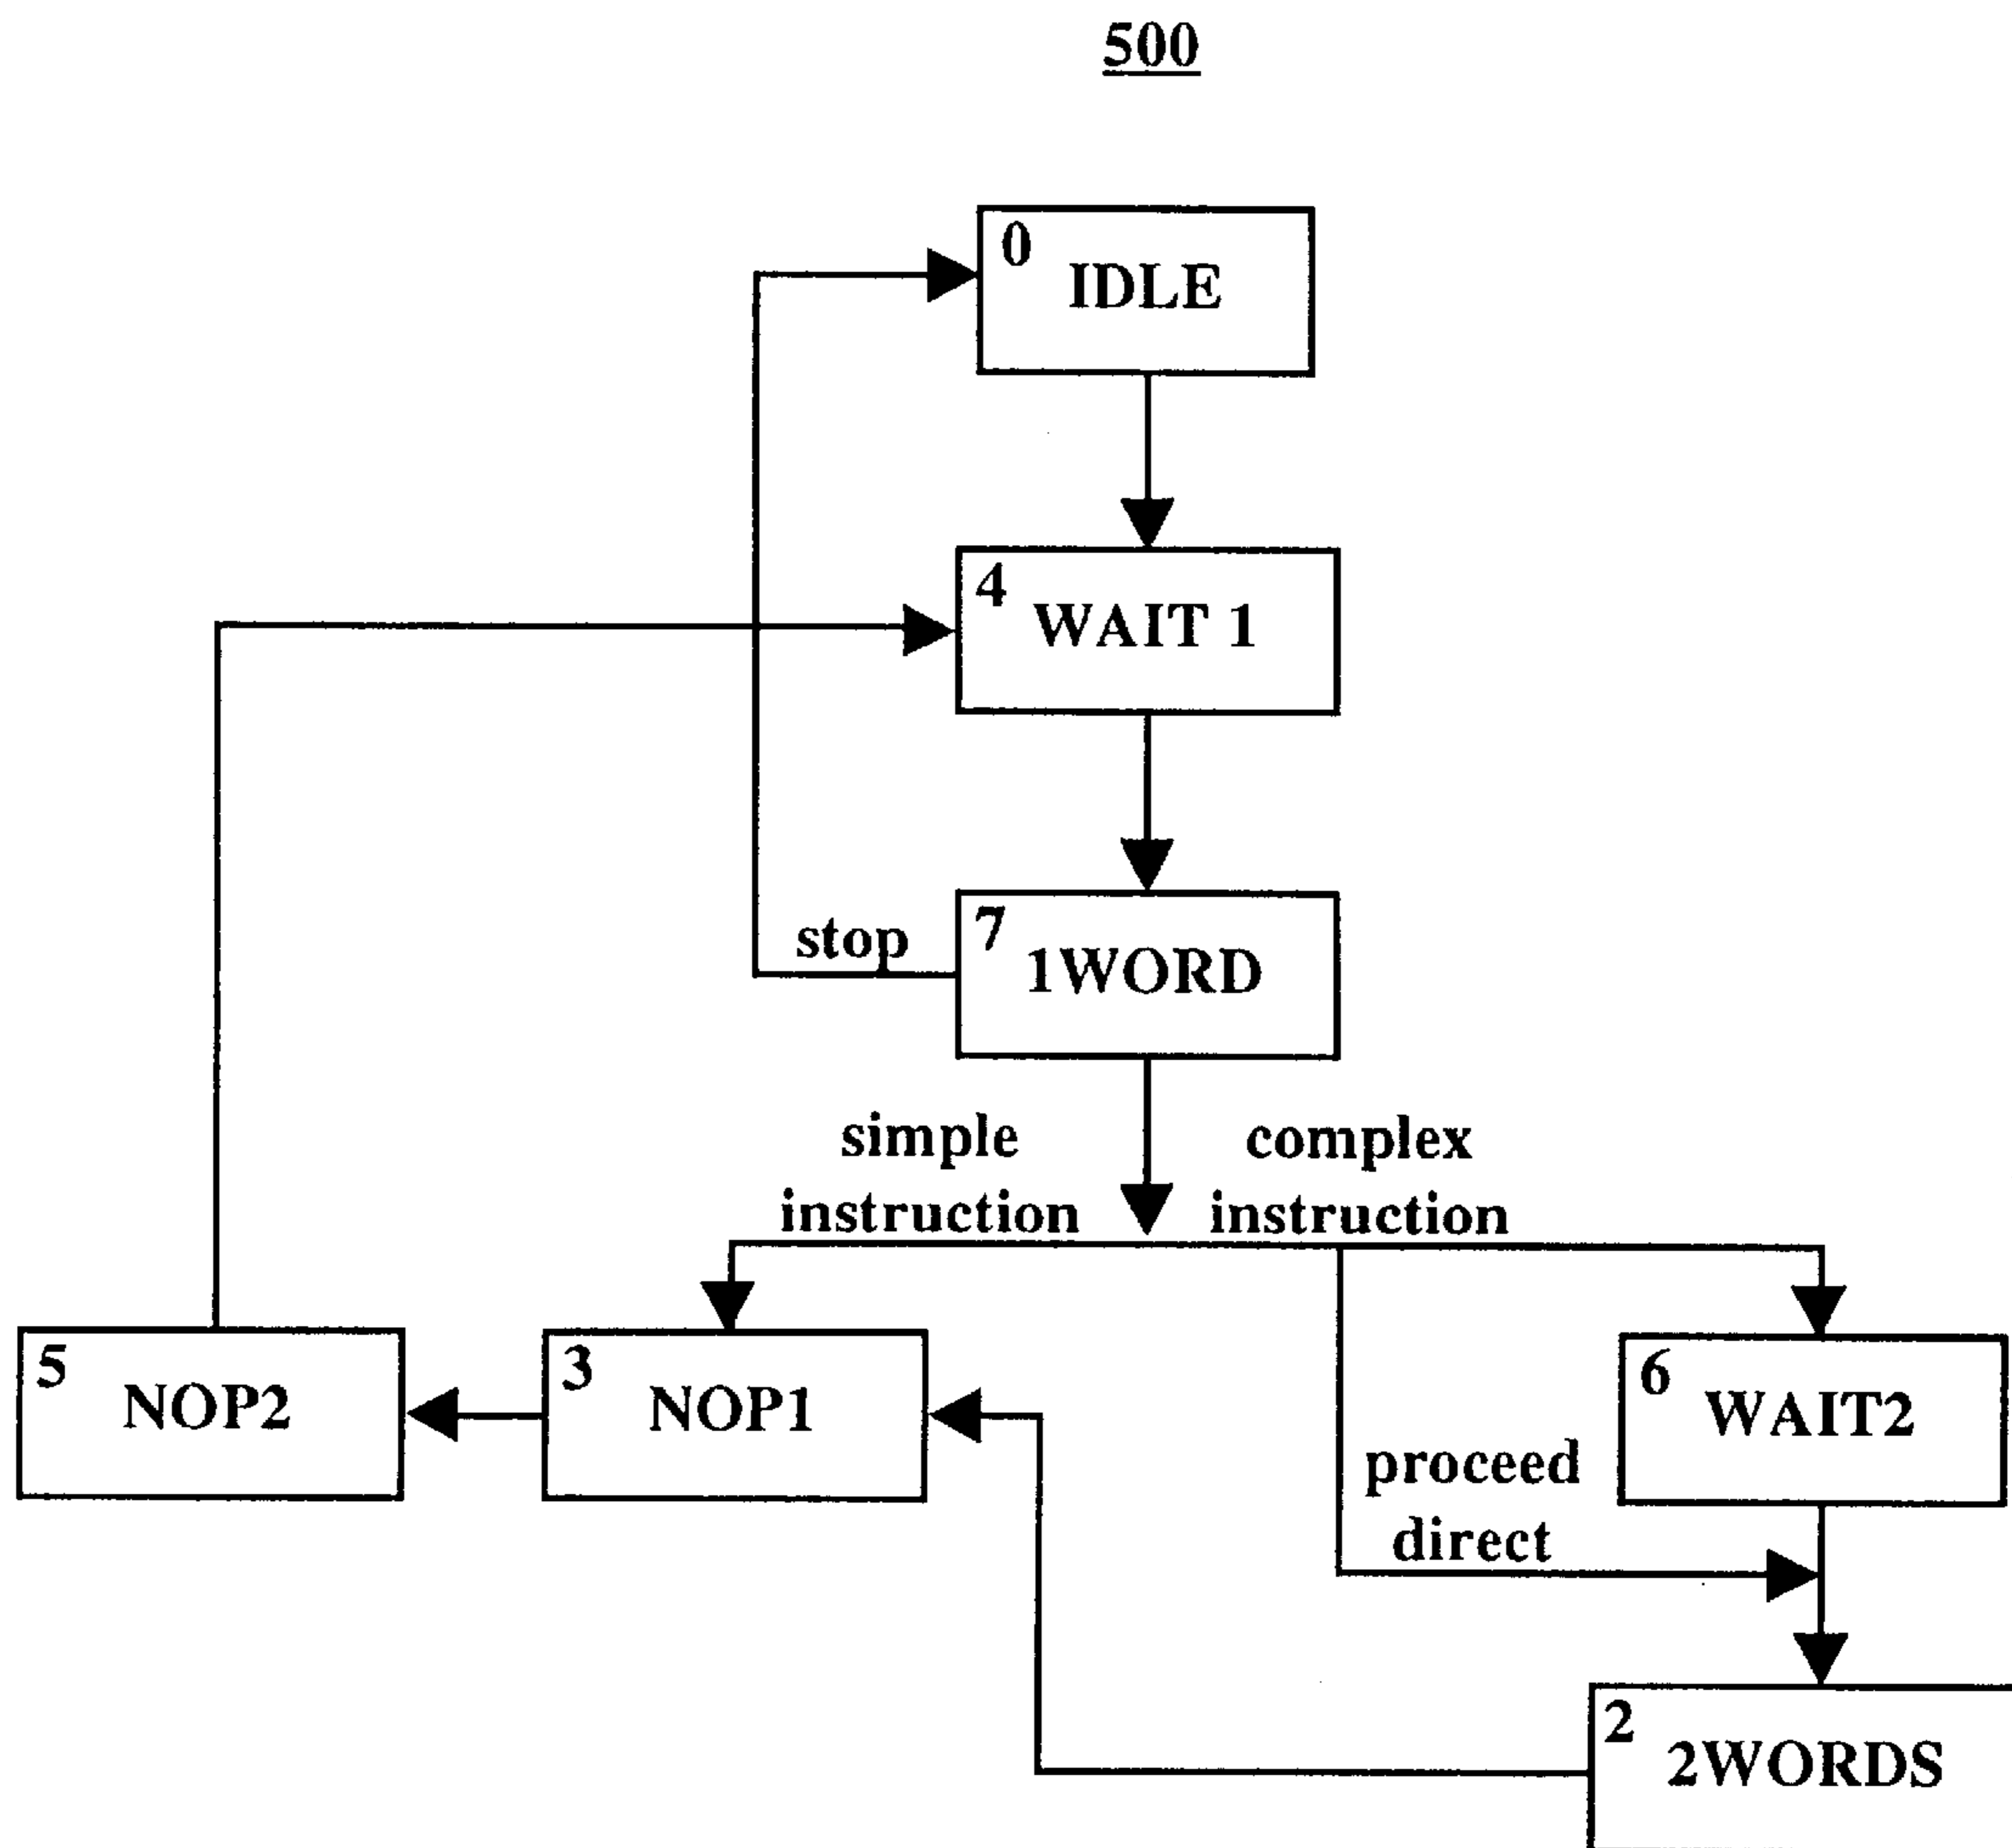 500
0
IDLE
4
WAIT 1
7
1WORD
stop
simple
instruction
complex
instruction
5
NOP2
3
NOP1
6
WAIT2
proceed
direct
2
2WORDS